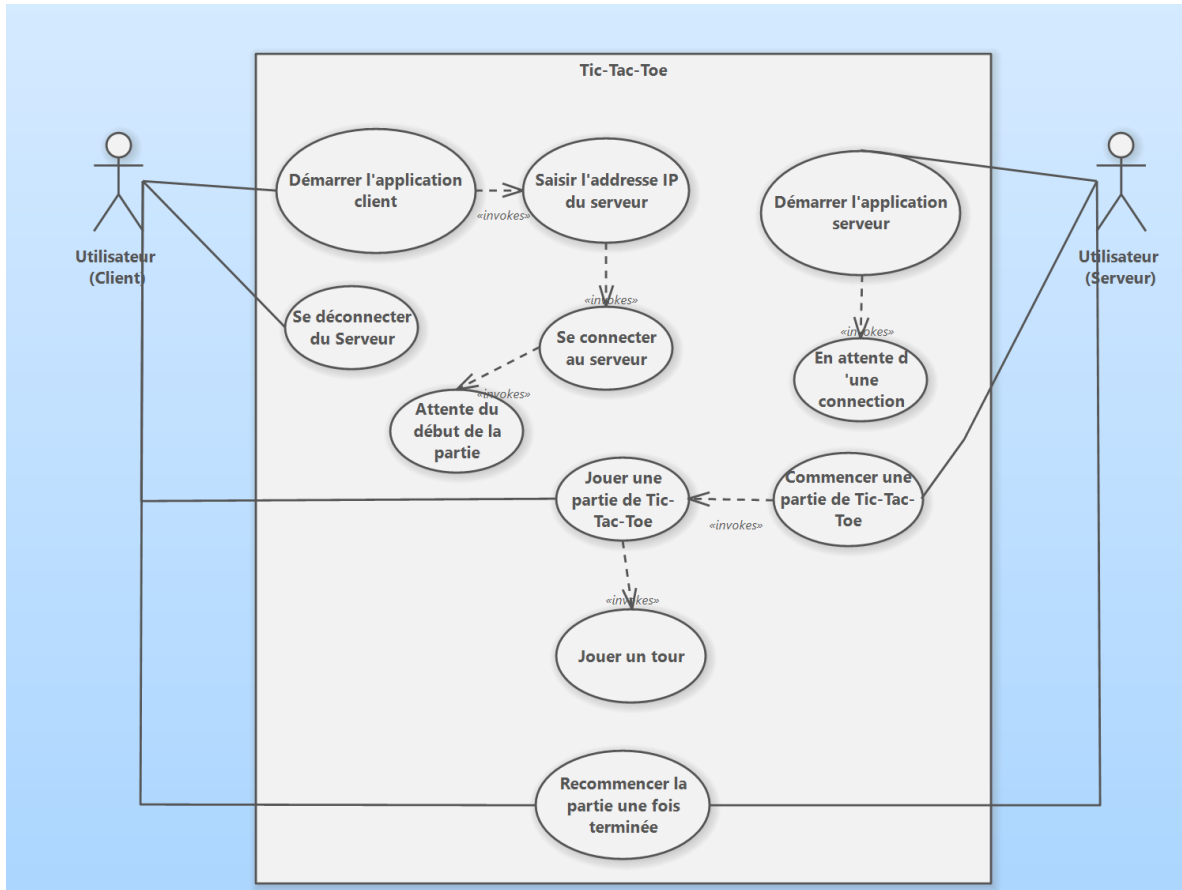 Tic-Tac-Toe
Utilisateur
(Client)
Utilisateur
(Serveur)
Démarrer l'application
client
«invokes»
Saisir l'addresse IP
du serveur
Démarrer l'application
serveur
Se déconnecter
du Serveur
«invokes»
Se connecter
au serveur
«invokes»
En attente d
'une
connection
«invokes»
Attente du
début de la
partie
Jouer une
partie de Tic-
Tac-Toe
«invokes»
Commencer une
partie de Tic-Tac-
Toe
«invokes»
Jouer un tour
Recommencer la
partie une fois
terminée